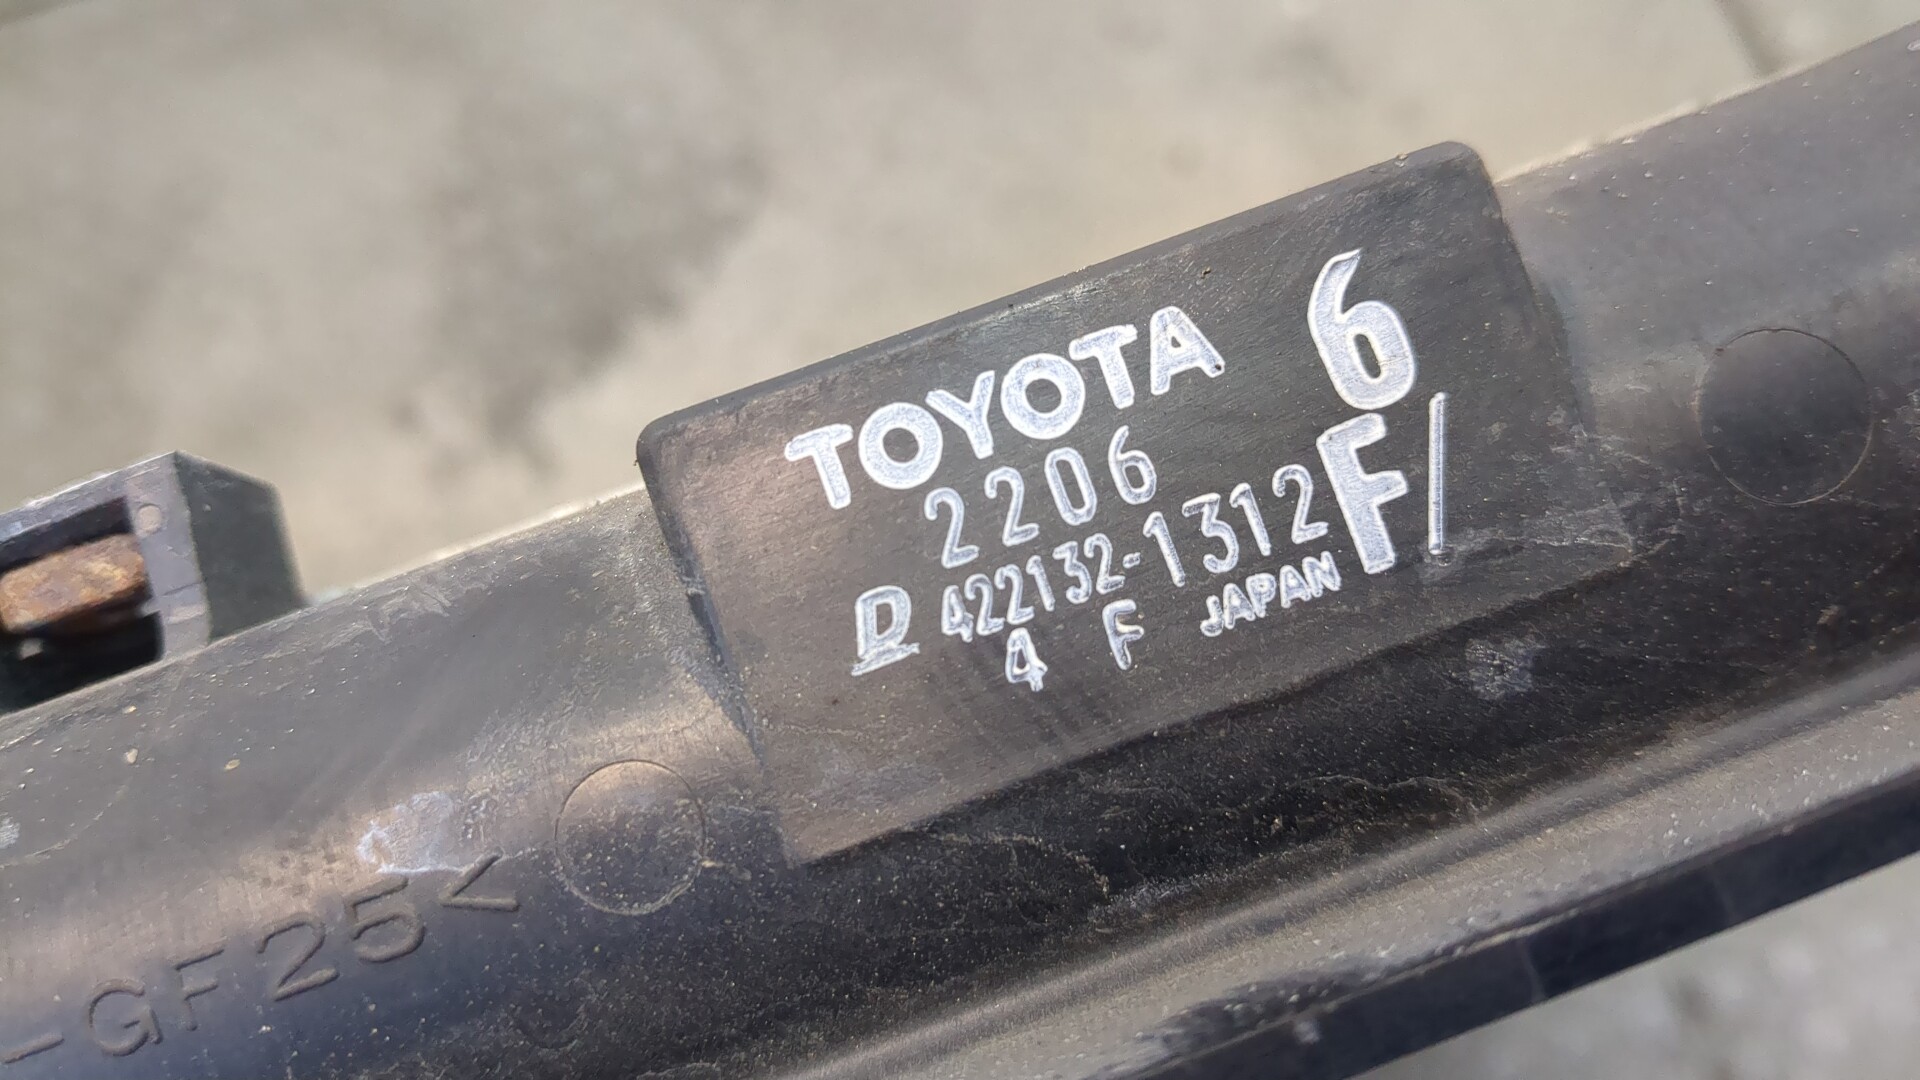 TOYOTA 6
2206
D 422132-1312 F/
4 F JAPAN
-GF25<